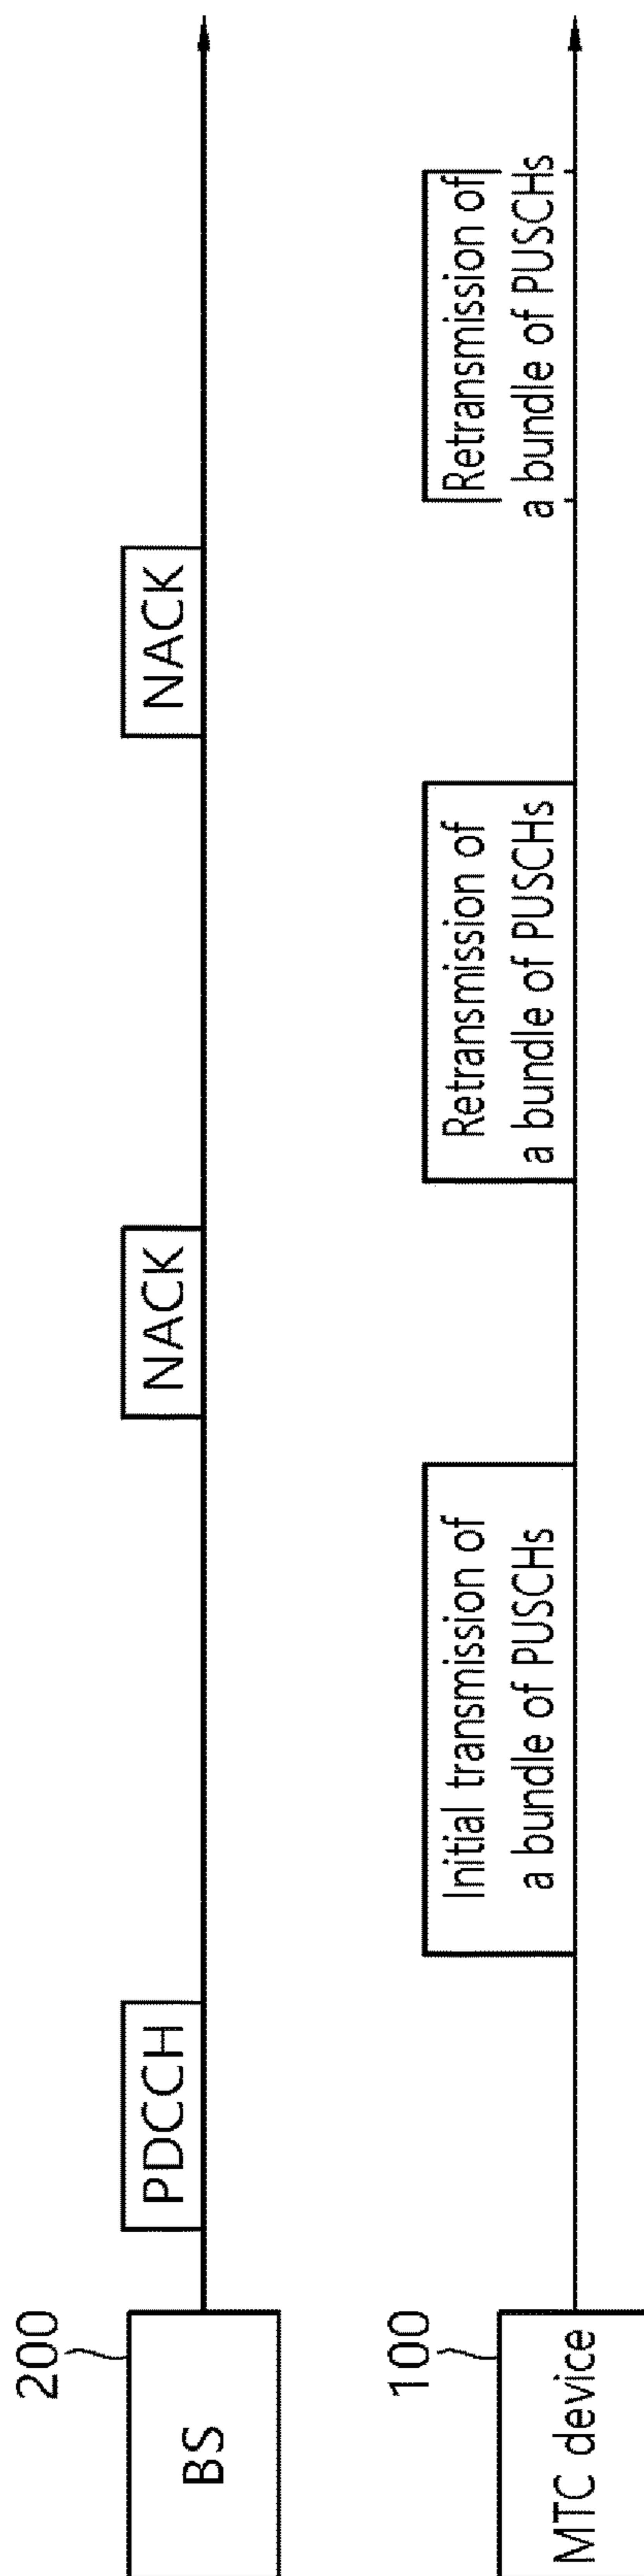 200
BS
PDCCH
NACK
NACK
100
MTC device
Initial transmission of
a bundle of PUSCHs
Retransmission of
a bundle of PUSCHs
Retransmission of
a bundle of PUSCHs